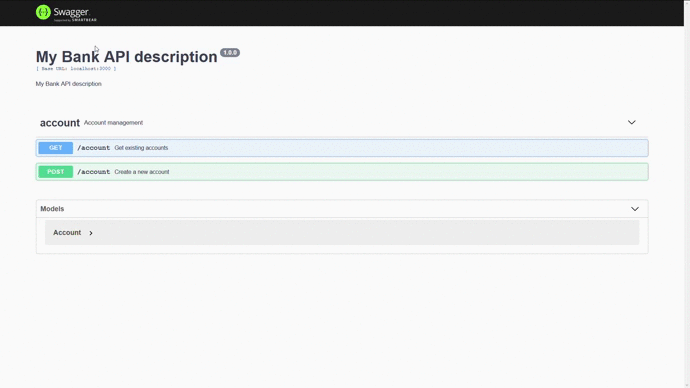 Swagger
Supported by SMARTBEAR
My Bank API description 1.0.0
[ Base URL: localhost:3000 ]
My Bank API description
account Account management
GET /account Get existing accounts
POST /account Create a new account
Models
Account